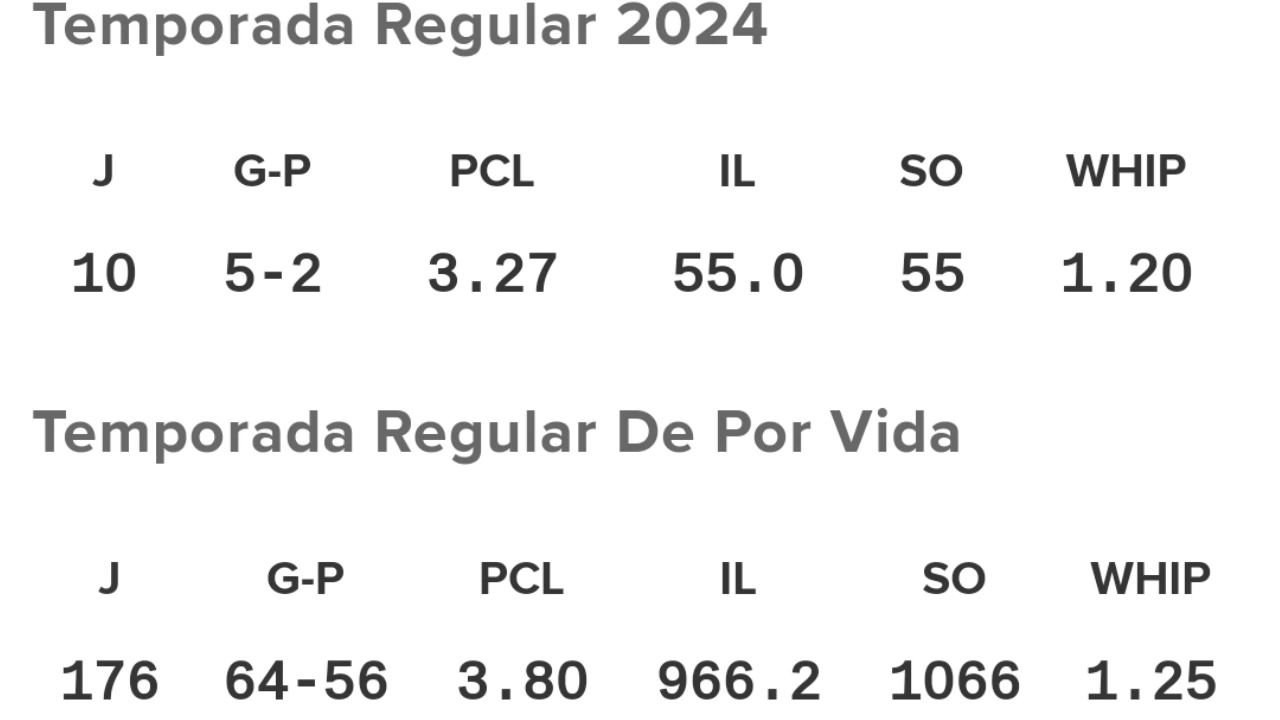 Temporada Regular 2024
J G-P PCL IL SO WHIP
10 5-2 3.27 55.0 55 1.20
Temporada Regular De Por Vida
J G-P PCL IL SO WHIP
176 64-56 3.80 966.2 1066 1.25